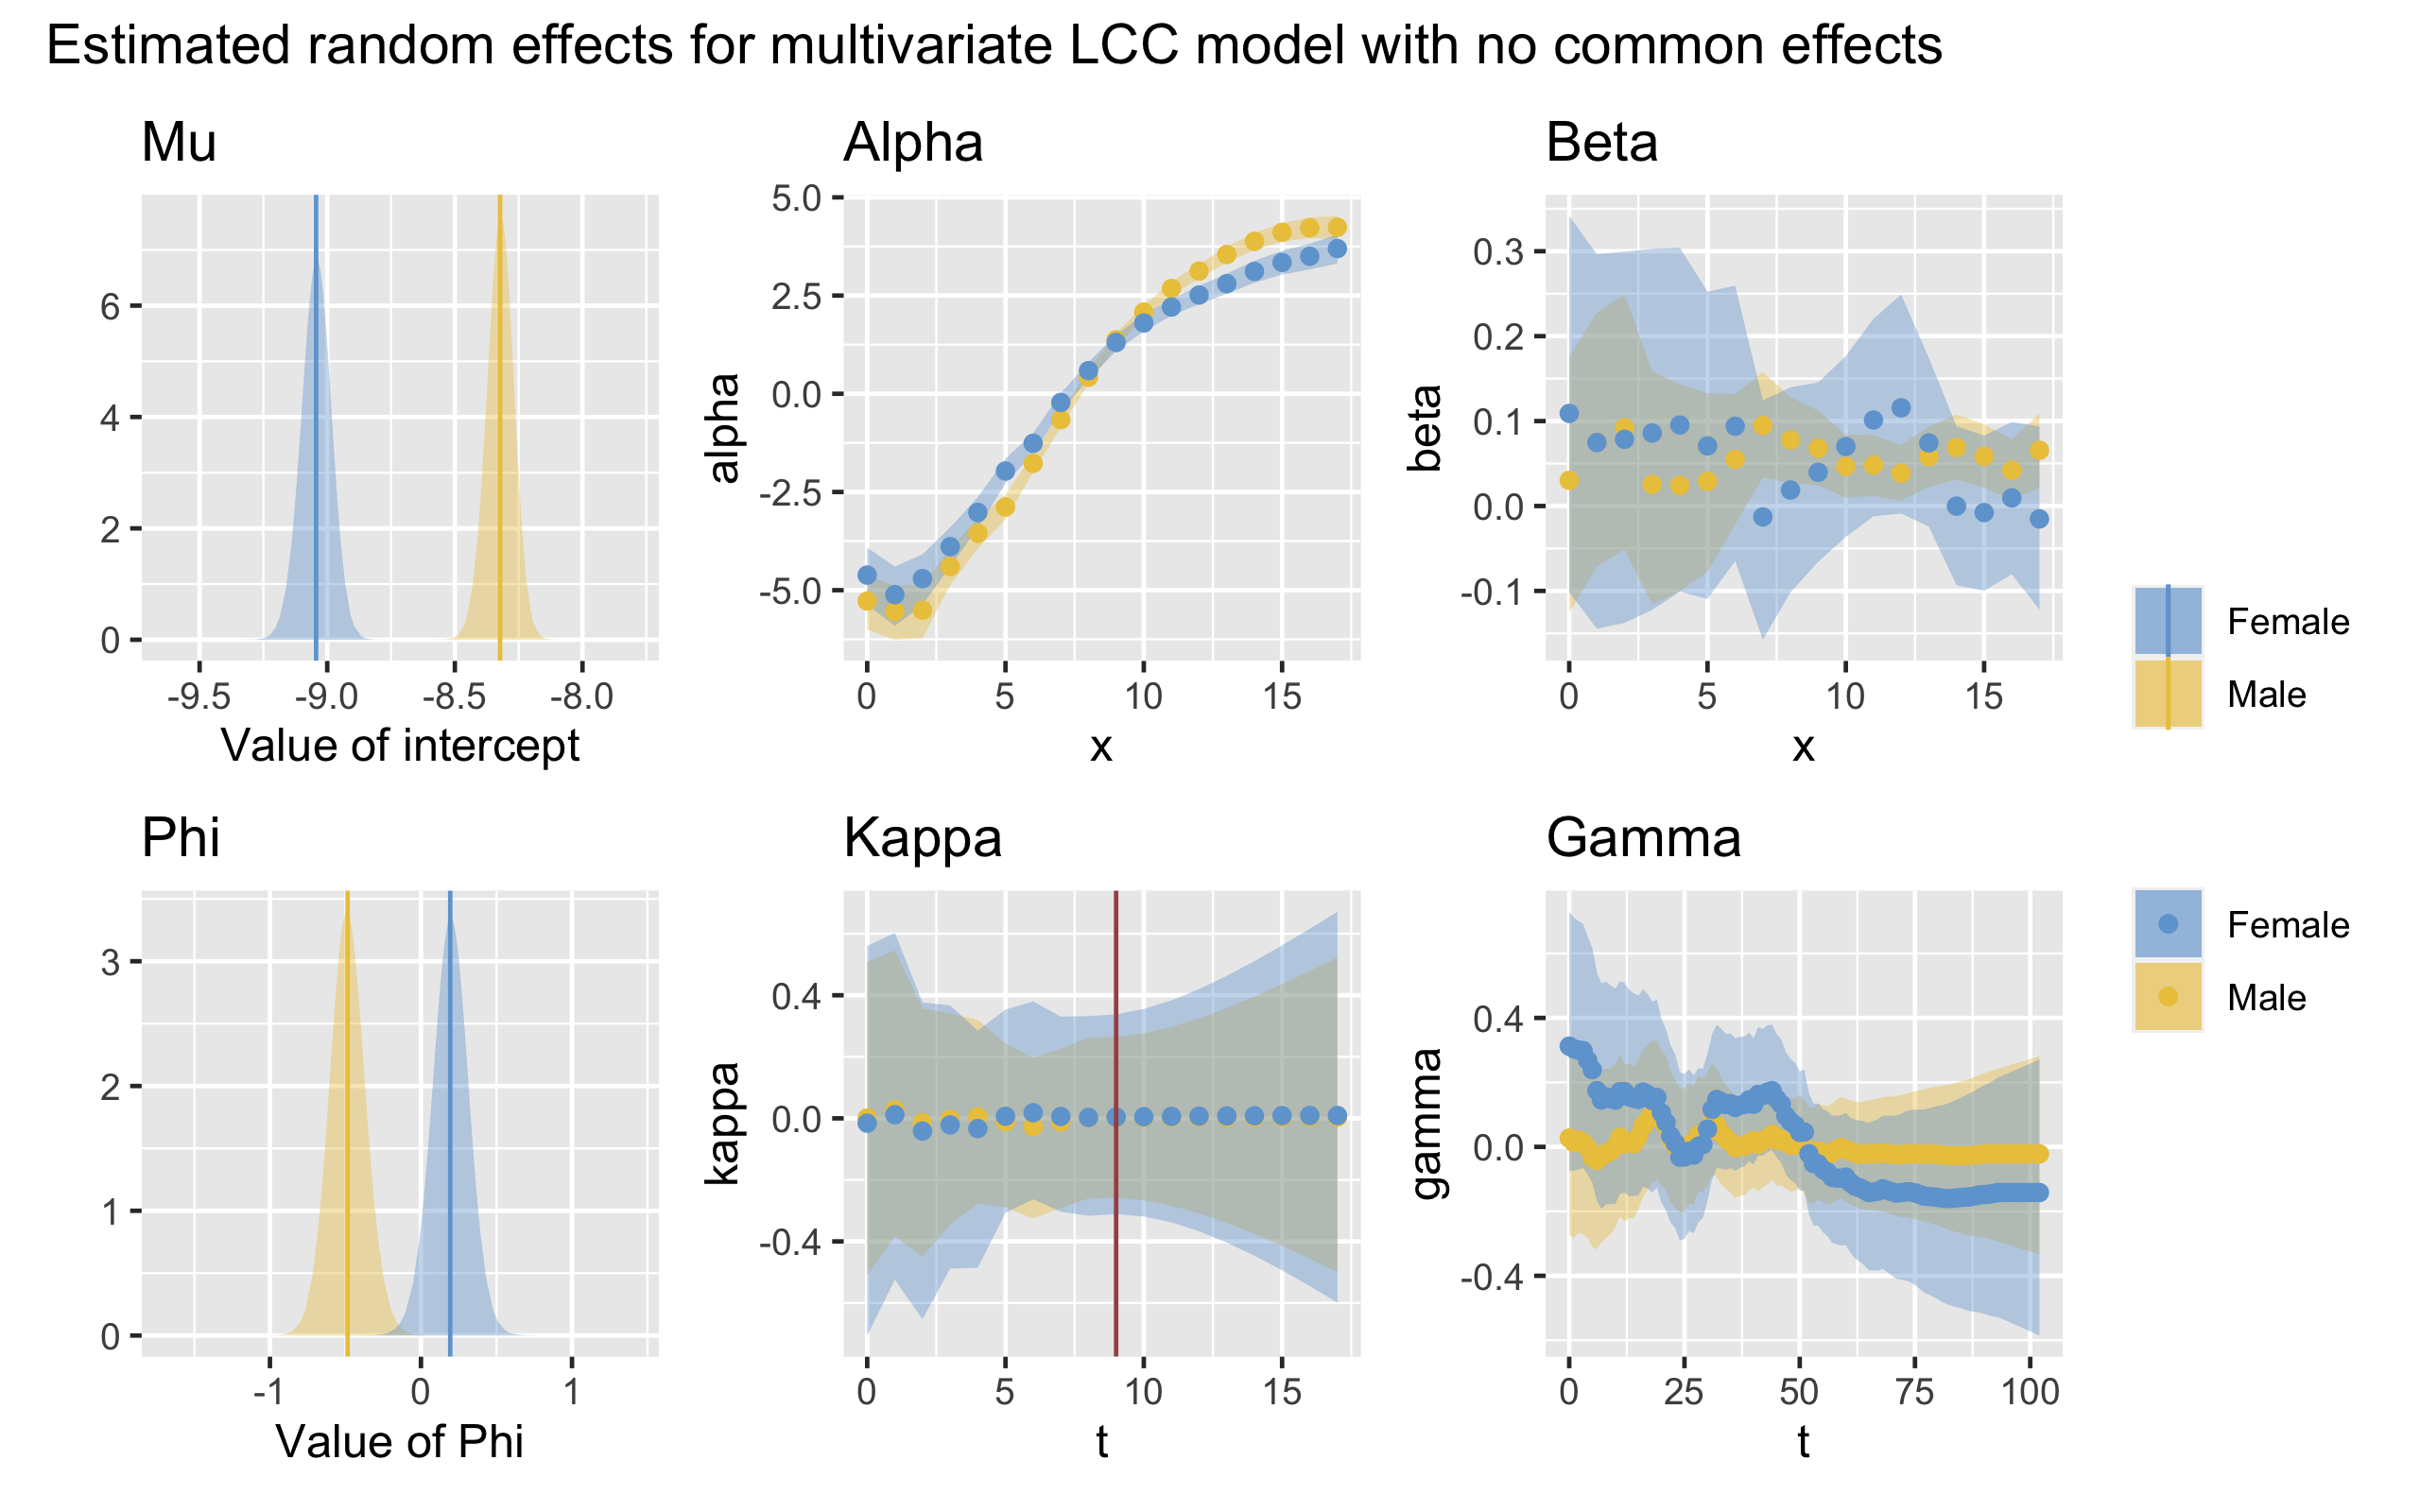 Estimated random effects for multivariate LCC model with no common effects
Mu
6
4
2
0
-9.5 -9.0 -8.5 -8.0
Value of intercept
Alpha
alpha
5.0
2.5
0.0
-2.5
-5.0
0 5 10 15
x
Beta
beta
0.3
0.2
0.1
0.0
-0.1
0 5 10 15
x
Female
Male
Phi
3
2
1
0
-1 0 1
Value of Phi
Kappa
kappa
0.4
0.0
-0.4
0 5 10 15
t
Gamma
gamma
0.4
0.0
-0.4
0 25 50 75 100
t
Female
Male